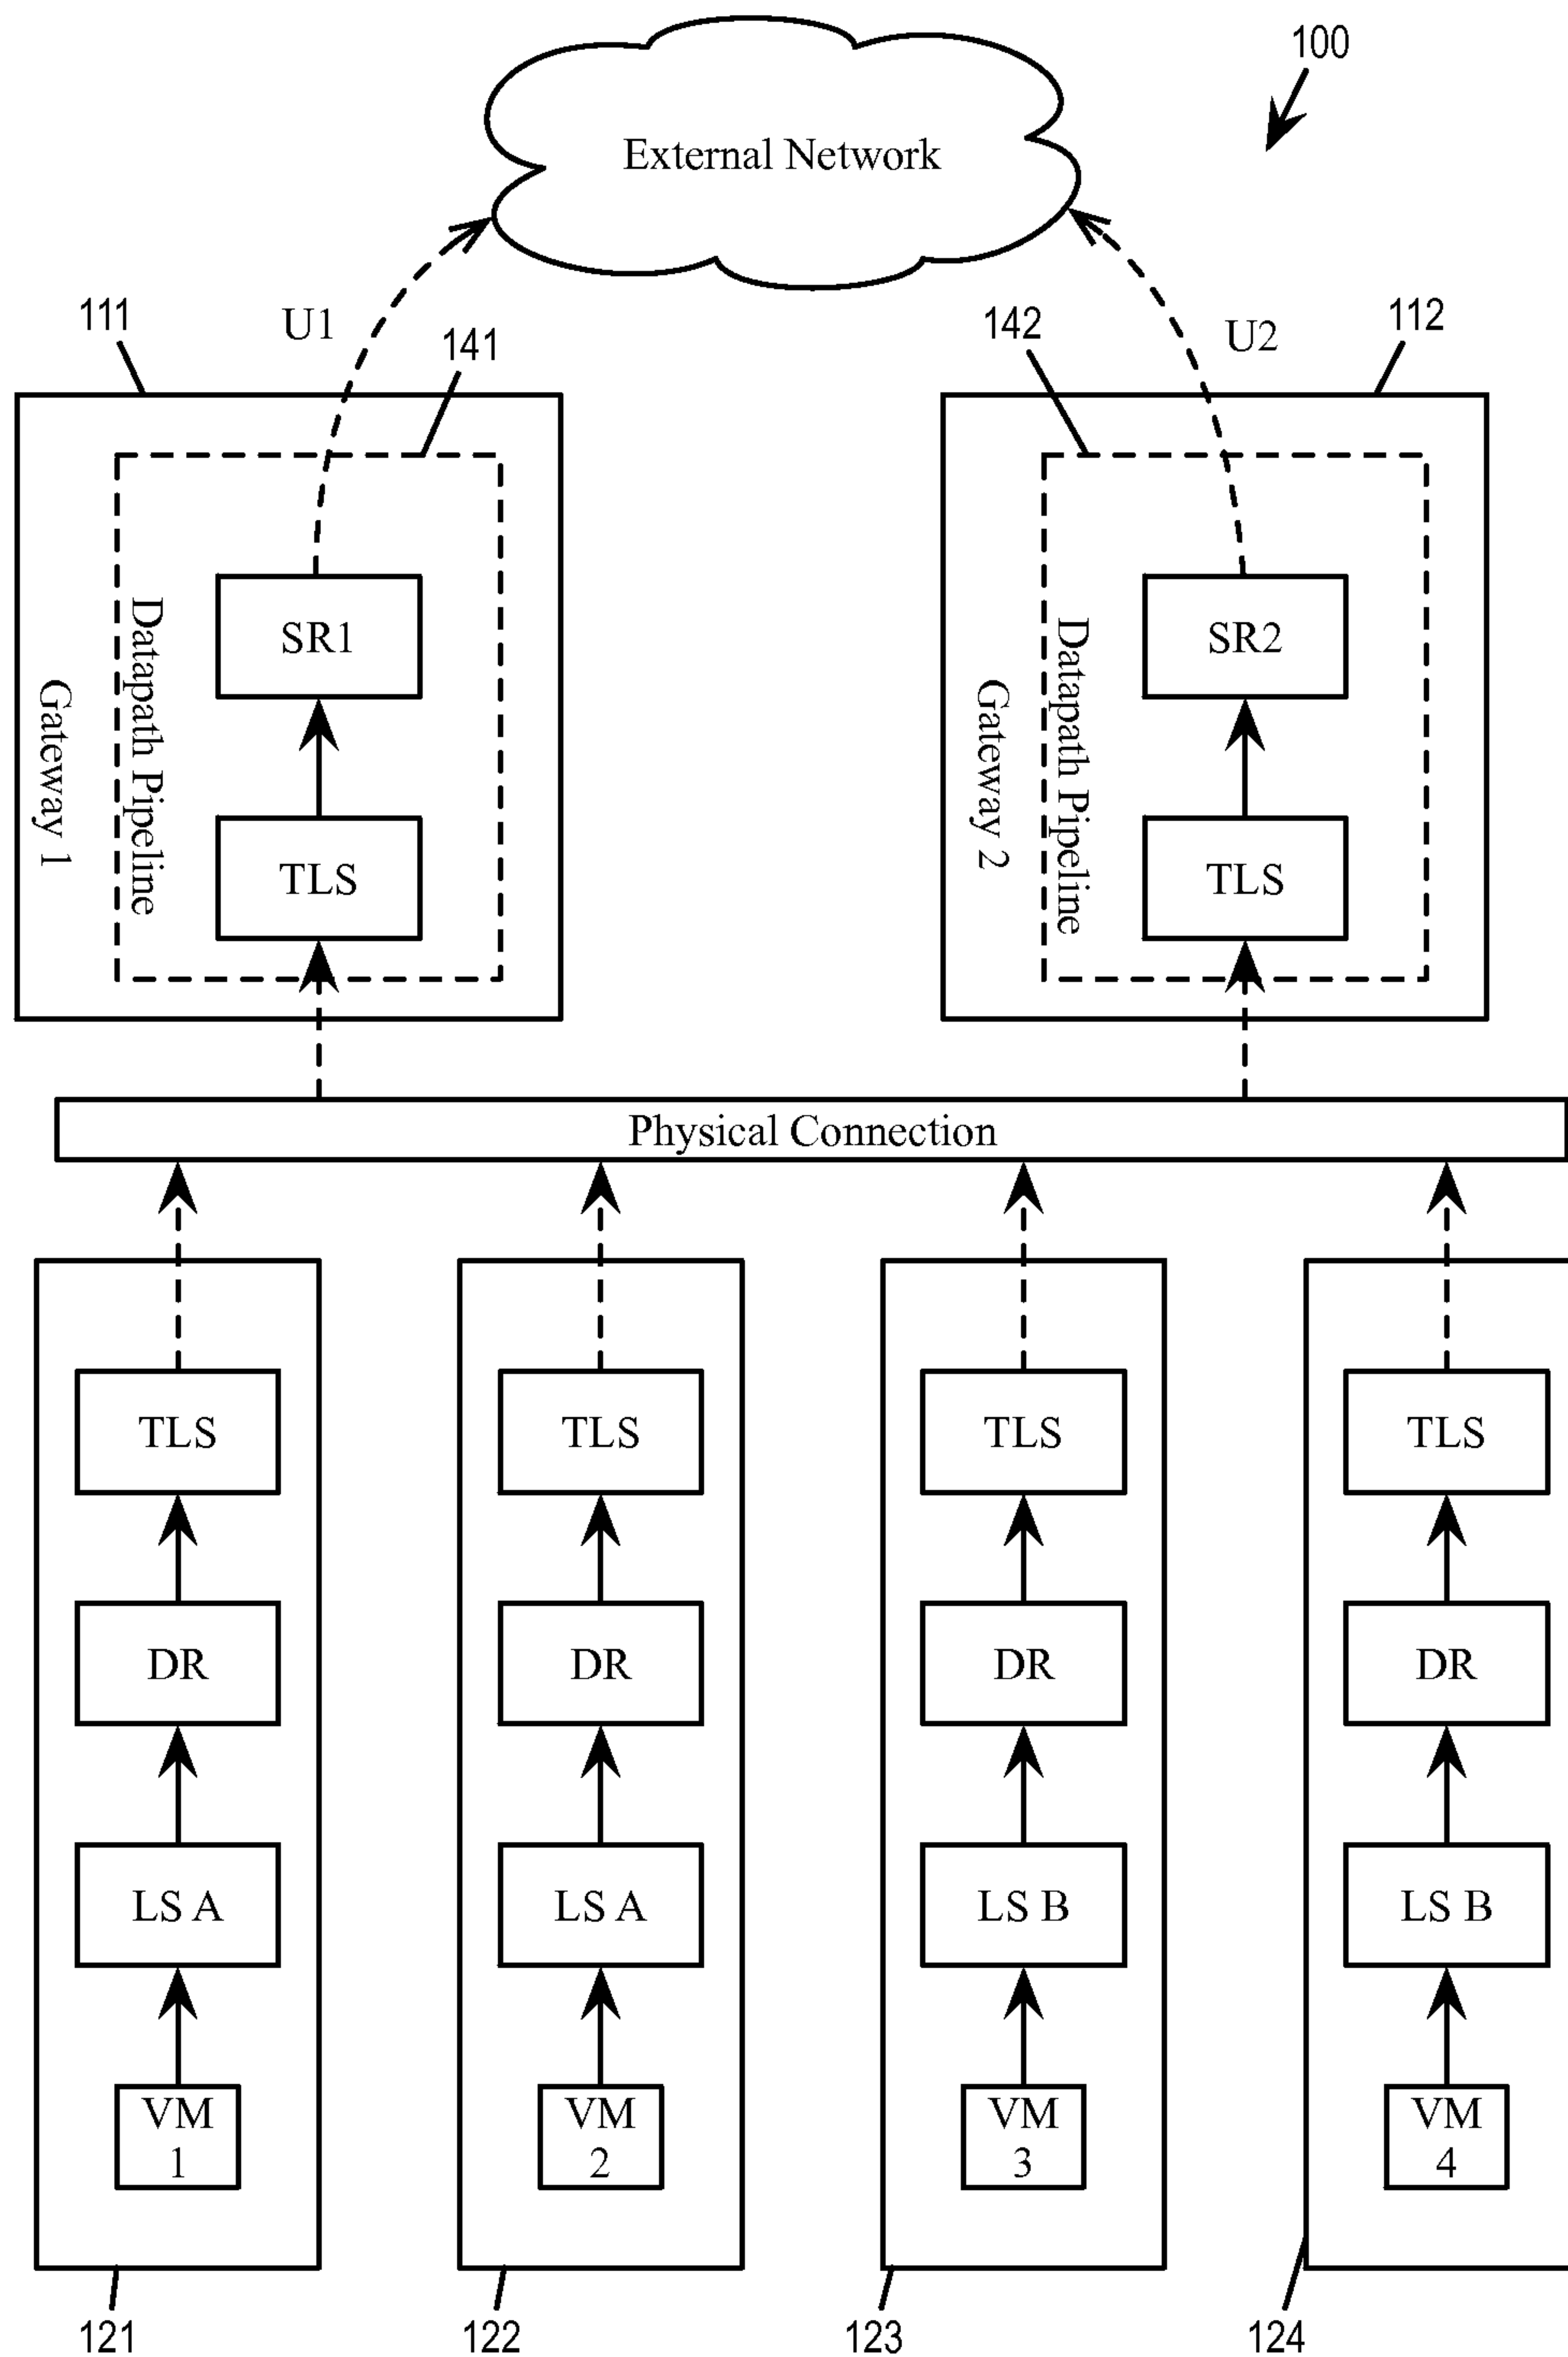 100
External Network
111
U1
141
142
U2
112
SR1
Datapath Pipeline
Gateway 1
TLS
SR2
Datapath Pipeline
Gateway 2
TLS
Physical Connection
TLS
TLS
TLS
TLS
DR
DR
DR
DR
LS A
LS A
LS B
LS B
VM
1
VM
2
VM
3
VM
4
121
122
123
124